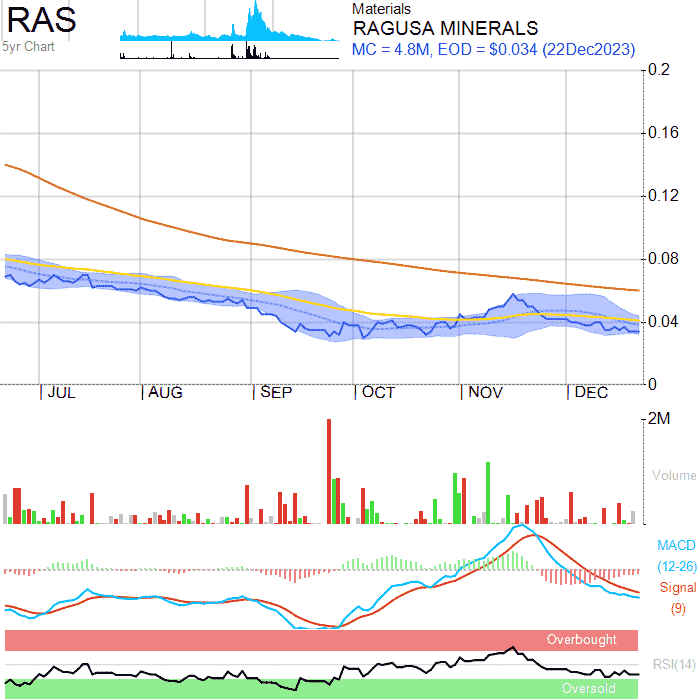 RAS
5yr Chart
Materials
RAGUSA MINERALS
MC = 4.8M, EOD = $0.034 (22Dec2023)
0.2
0.16
0.12
0.08
0.04
0
JUL AUG SEP OCT NOV DEC
2M
Volume
MACD
(12-26)
Signal
(9)
Overbought
RSI(14)
Oversold